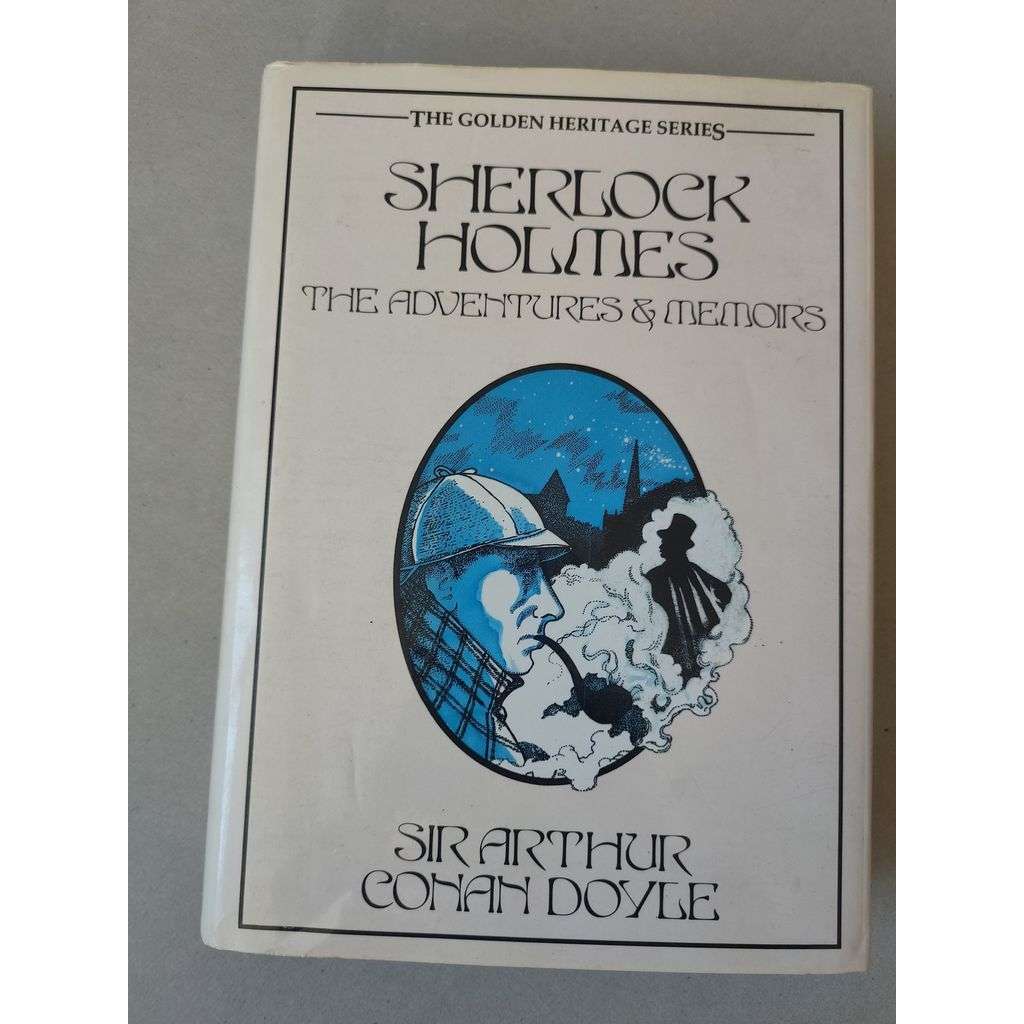 THE GOLDEN HERITAGE SERIES
SHERLOCK
HOLMES
THE ADVENTURES & MEMOIRS
SIR ARTHUR
CONAN DOYLE